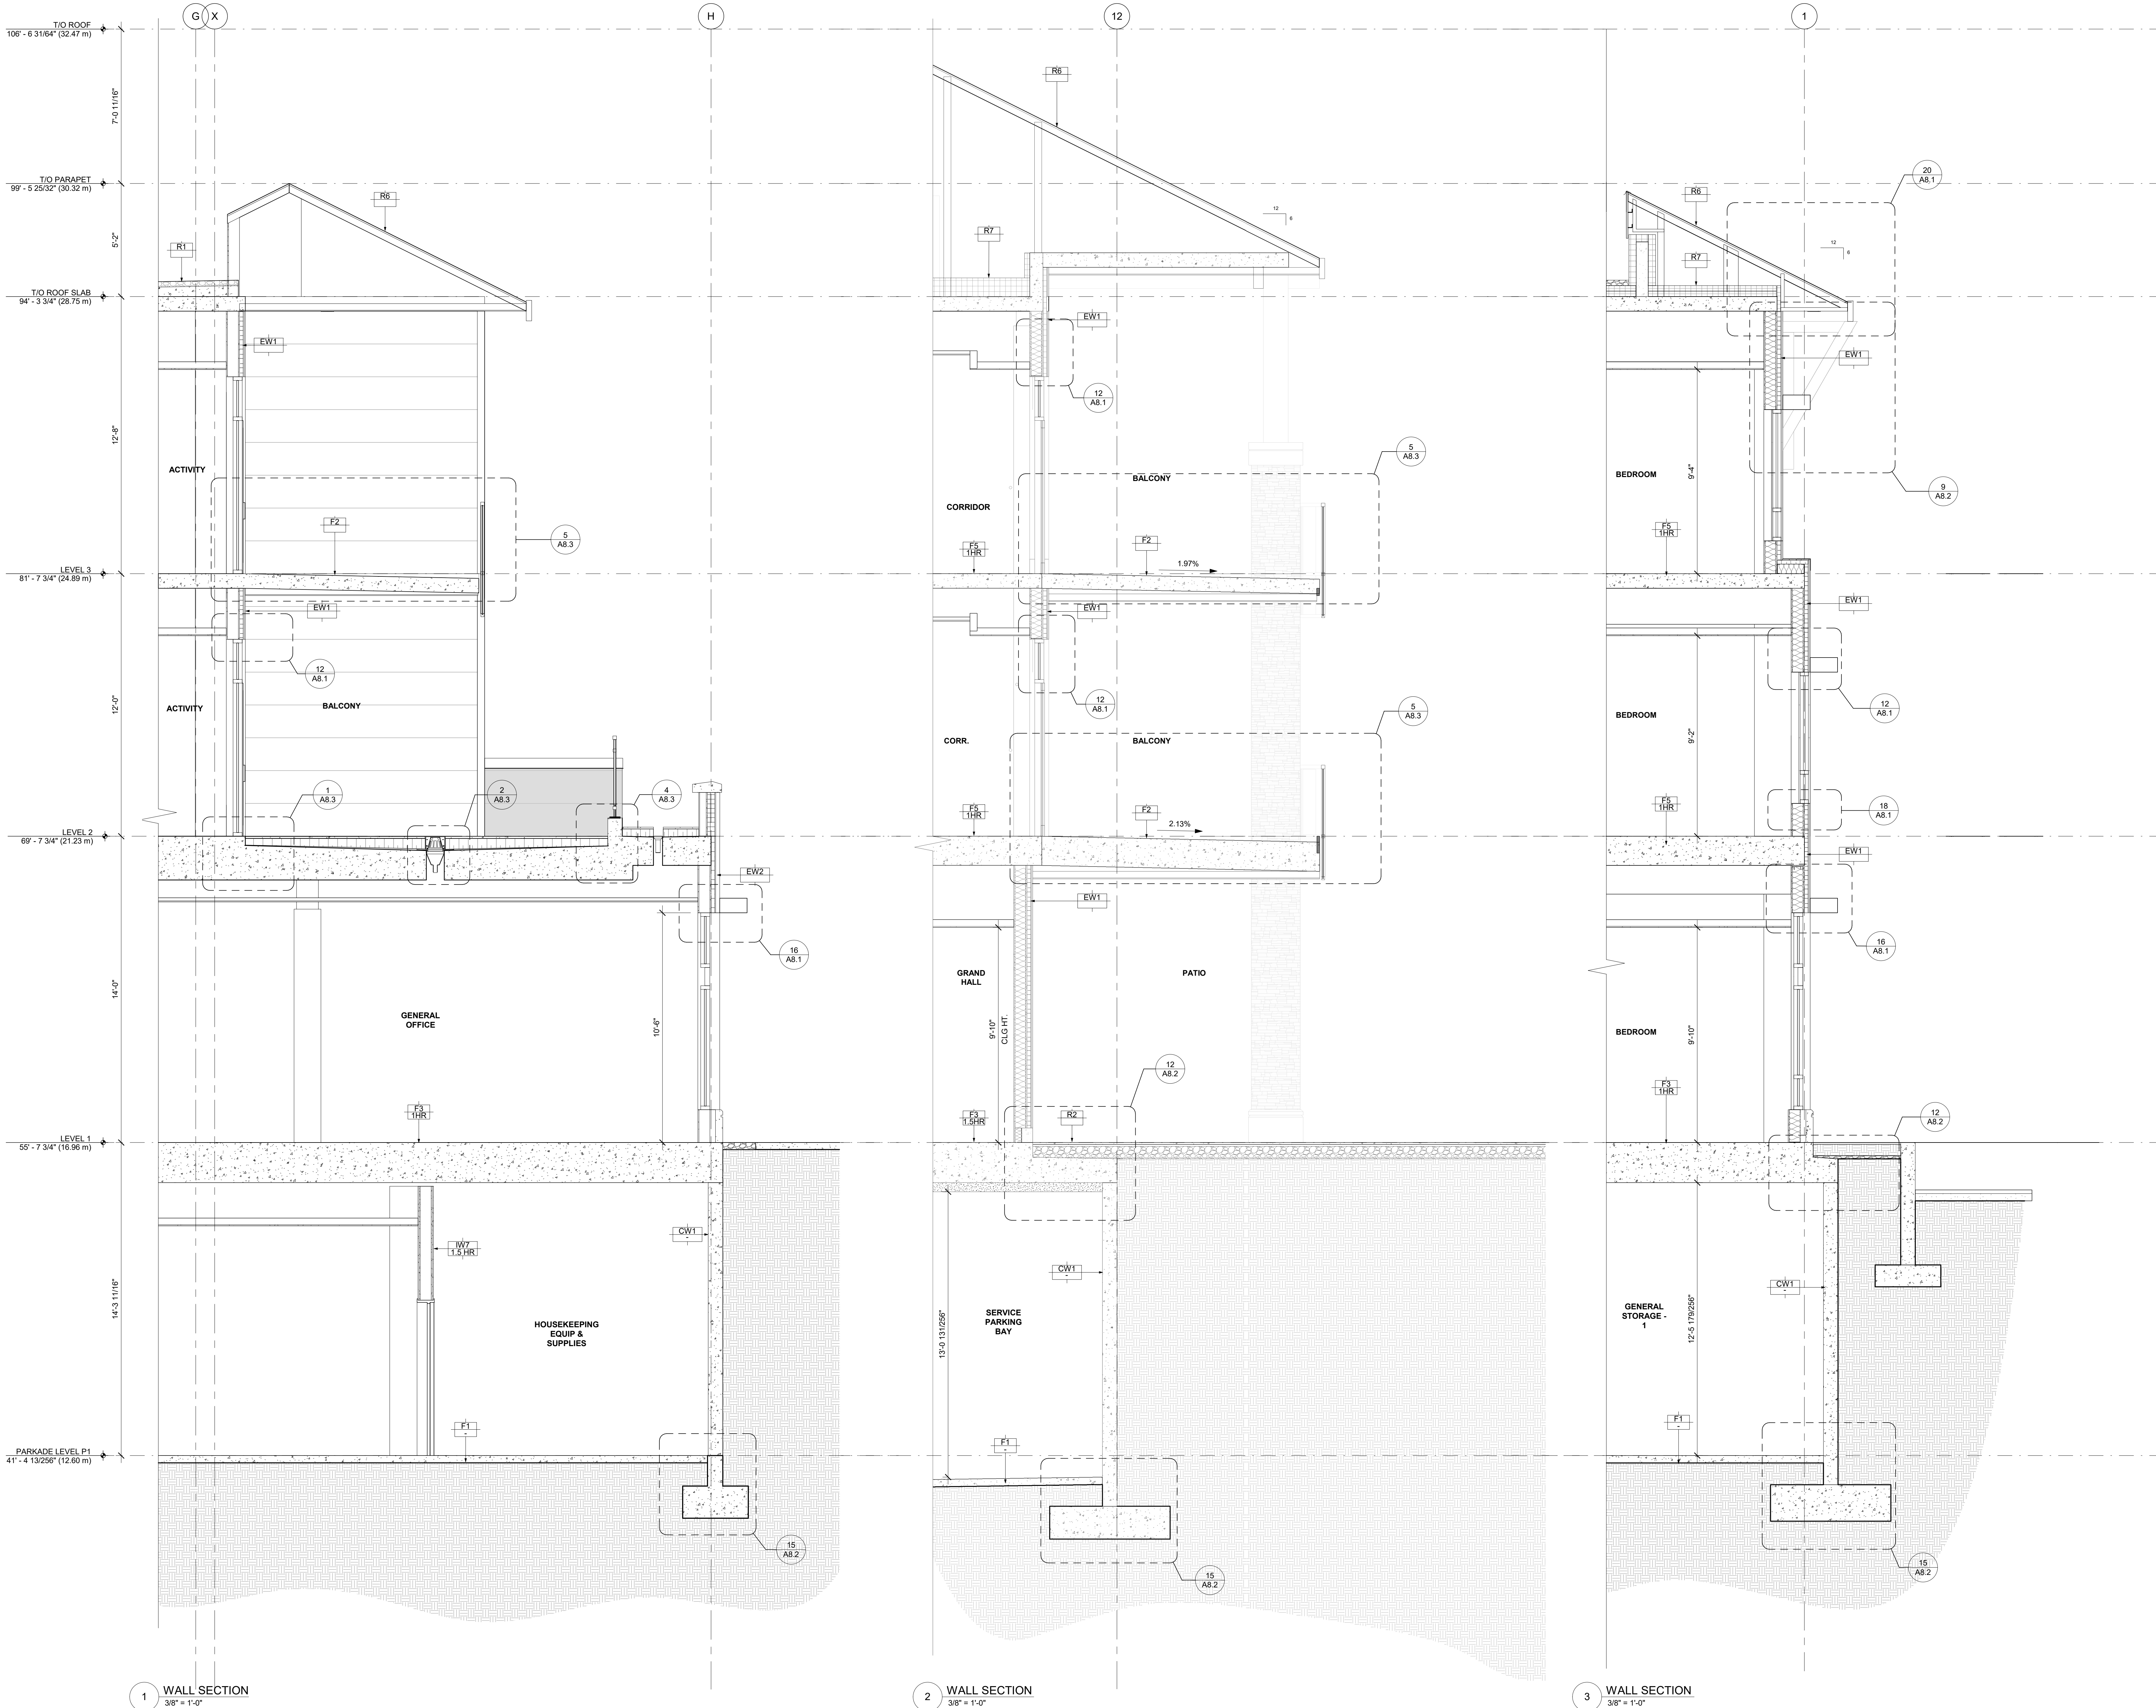 G
X
H
12
1
T/O ROOF
106' - 6 31/64" (32.47 m)
7'-0 11/16"
T/O PARAPET
99' - 5 25/32" (30.32 m)
5'-2"
T/O ROOF SLAB
94' - 3 3/4" (28.75 m)
12'-8"
LEVEL 3
81' - 7 3/4" (24.89 m)
12'-0"
LEVEL 2
69' - 7 3/4" (21.23 m)
14'-0"
LEVEL 1
55' - 7 3/4" (16.96 m)
14'-3 11/16"
PARKADE LEVEL P1
41' - 4 13/256" (12.60 m)
R6
R1
EW1
-
ACTIVITY
F2
-
5
A8.3
EW1
-
12
A8.1
ACTIVITY
BALCONY
1
A8.3
2
A8.3
4
A8.3
EW2
-
16
A8.1
GENERAL
OFFICE
10'-6"
F3
1HR
CW1
-
IW7
1.5 HR
HOUSEKEEPING
EQUIP &
SUPPLIES
F1
-
15
A8.2
1
WALL SECTION
3/8" = 1'-0"
R6
12
6
R7
EW1
-
12
A8.1
5
A8.3
BALCONY
CORRIDOR
F5
1HR
F2
-
1.97%
EW1
-
12
A8.1
5
A8.3
CORR.
BALCONY
F5
1HR
F2
-
2.13%
EW1
-
GRAND
HALL
PATIO
9'-10"
CLG HT.
12
A8.2
F3
1.5HR
R2
-
CW1
-
SERVICE
PARKING
BAY
13'-0 131/256"
F1
-
15
A8.2
2
WALL SECTION
3/8" = 1'-0"
20
A8.1
R6
12
6
R7
EW1
-
BEDROOM
9'-4"
9
A8.2
F5
1HR
EW1
-
12
A8.1
BEDROOM
9'-2"
F5
1HR
18
A8.1
EW1
-
16
A8.1
BEDROOM
9'-10"
F3
1HR
12
A8.2
CW1
-
GENERAL
STORAGE -
1
12'-5 179/256"
F1
-
15
A8.2
3
WALL SECTION
3/8" = 1'-0"